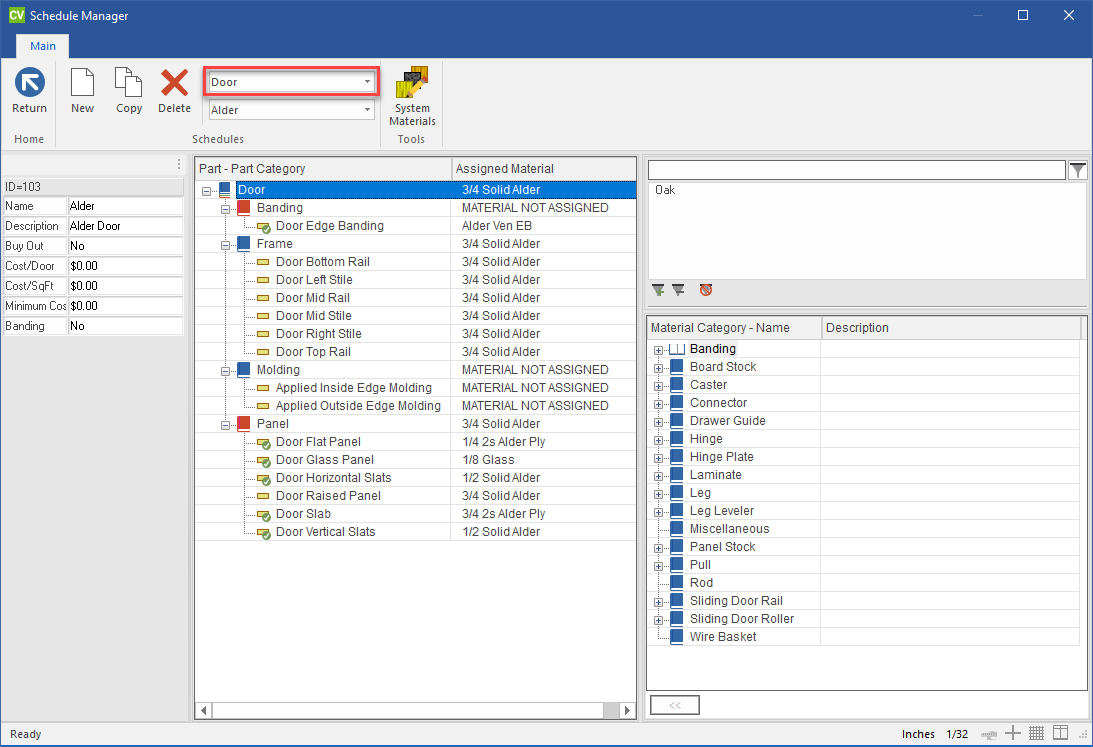 CV Schedule Manager
Main
Return
New
Copy
Delete
Door
Alder
System
Materials
Home
Schedules
Tools
ID=103
Name Alder
Description Alder Door
Buy Out No
Cost/Door $0.00
Cost/SqFt $0.00
Minimum Cos $0.00
Banding No
Part - Part Category Assigned Material
Door 3/4 Solid Alder
Banding MATERIAL NOT ASSIGNED
Door Edge Banding Alder Ven EB
Frame 3/4 Solid Alder
Door Bottom Rail 3/4 Solid Alder
Door Left Stile 3/4 Solid Alder
Door Mid Rail 3/4 Solid Alder
Door Mid Stile 3/4 Solid Alder
Door Right Stile 3/4 Solid Alder
Door Top Rail 3/4 Solid Alder
Molding MATERIAL NOT ASSIGNED
Applied Inside Edge Molding MATERIAL NOT ASSIGNED
Applied Outside Edge Molding MATERIAL NOT ASSIGNED
Panel 3/4 Solid Alder
Door Flat Panel 1/4 2s Alder Ply
Door Glass Panel 1/8 Glass
Door Horizontal Slats 1/2 Solid Alder
Door Raised Panel 3/4 Solid Alder
Door Slab 3/4 2s Alder Ply
Door Vertical Slats 1/2 Solid Alder
Oak
Material Category - Name Description
Banding
Board Stock
Caster
Connector
Drawer Guide
Hinge
Hinge Plate
Laminate
Leg
Leg Leveler
Miscellaneous
Panel Stock
Pull
Rod
Sliding Door Rail
Sliding Door Roller
Wire Basket
<<
Ready
Inches 1/32